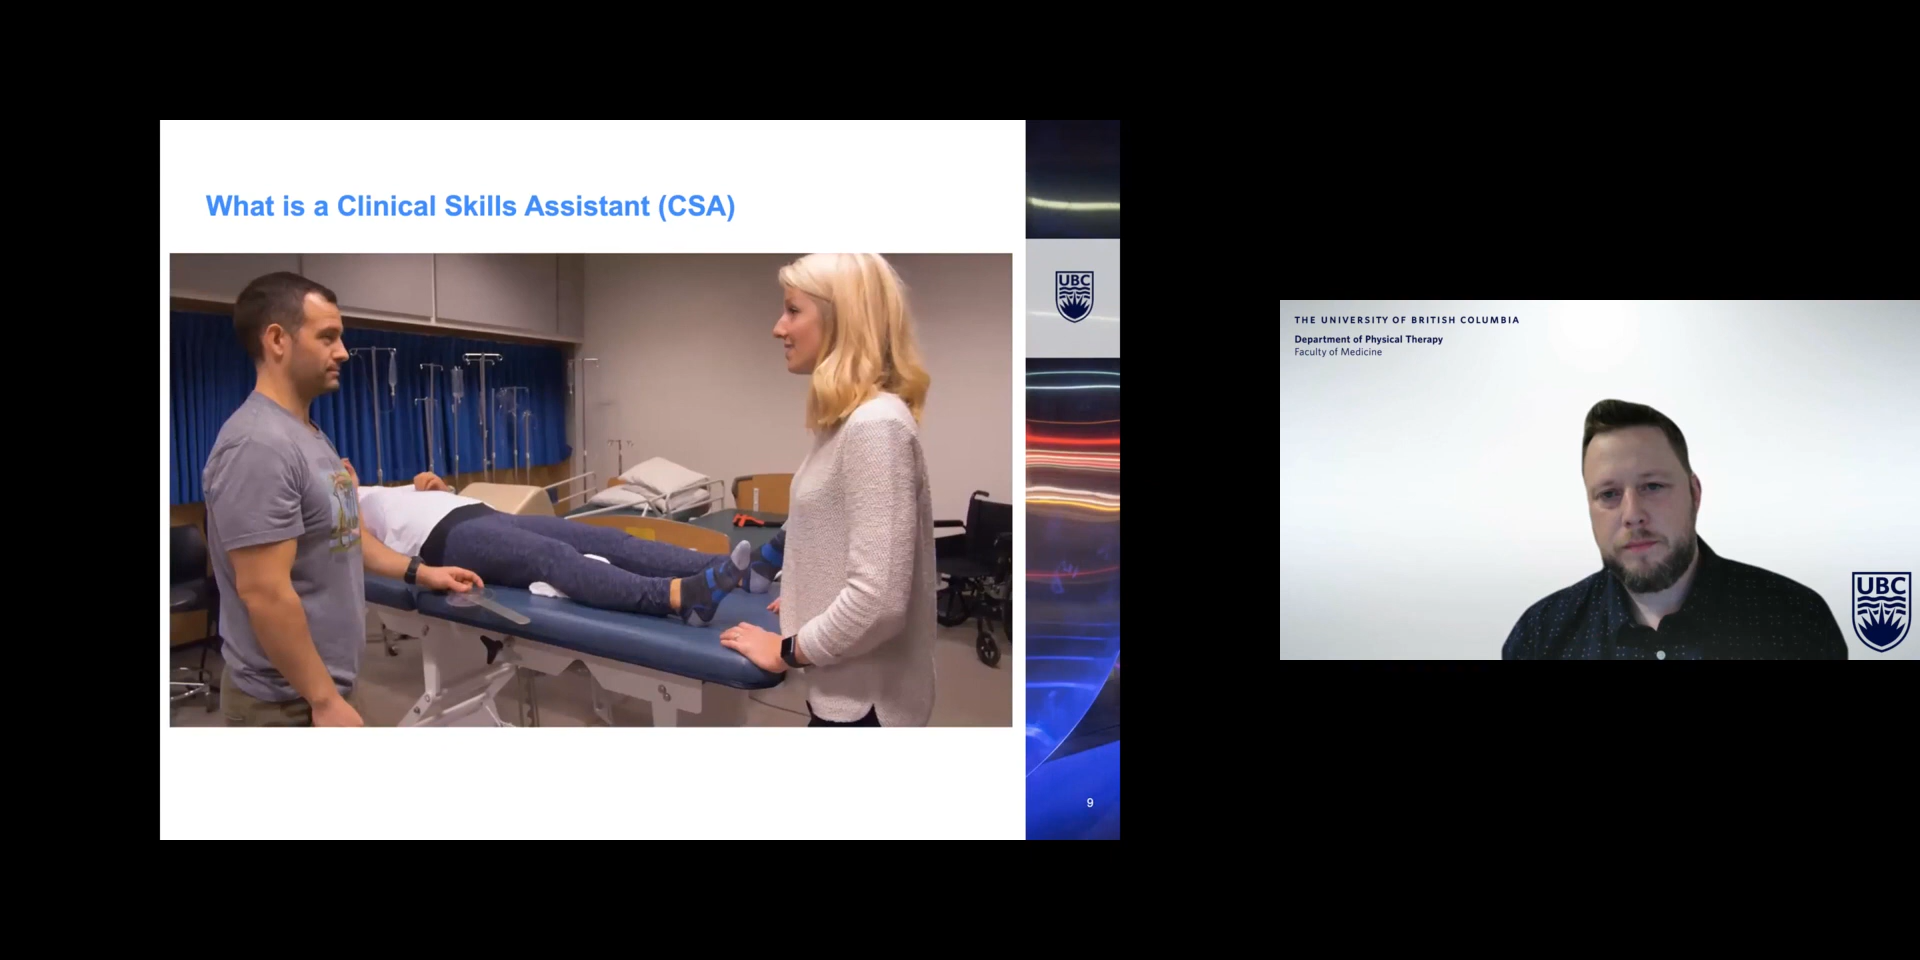 What is a Clinical Skills Assistant (CSA)
UBC
9
THE UNIVERSITY OF BRITISH COLUMBIA
Department of Physical Therapy
Faculty of Medicine
UBC